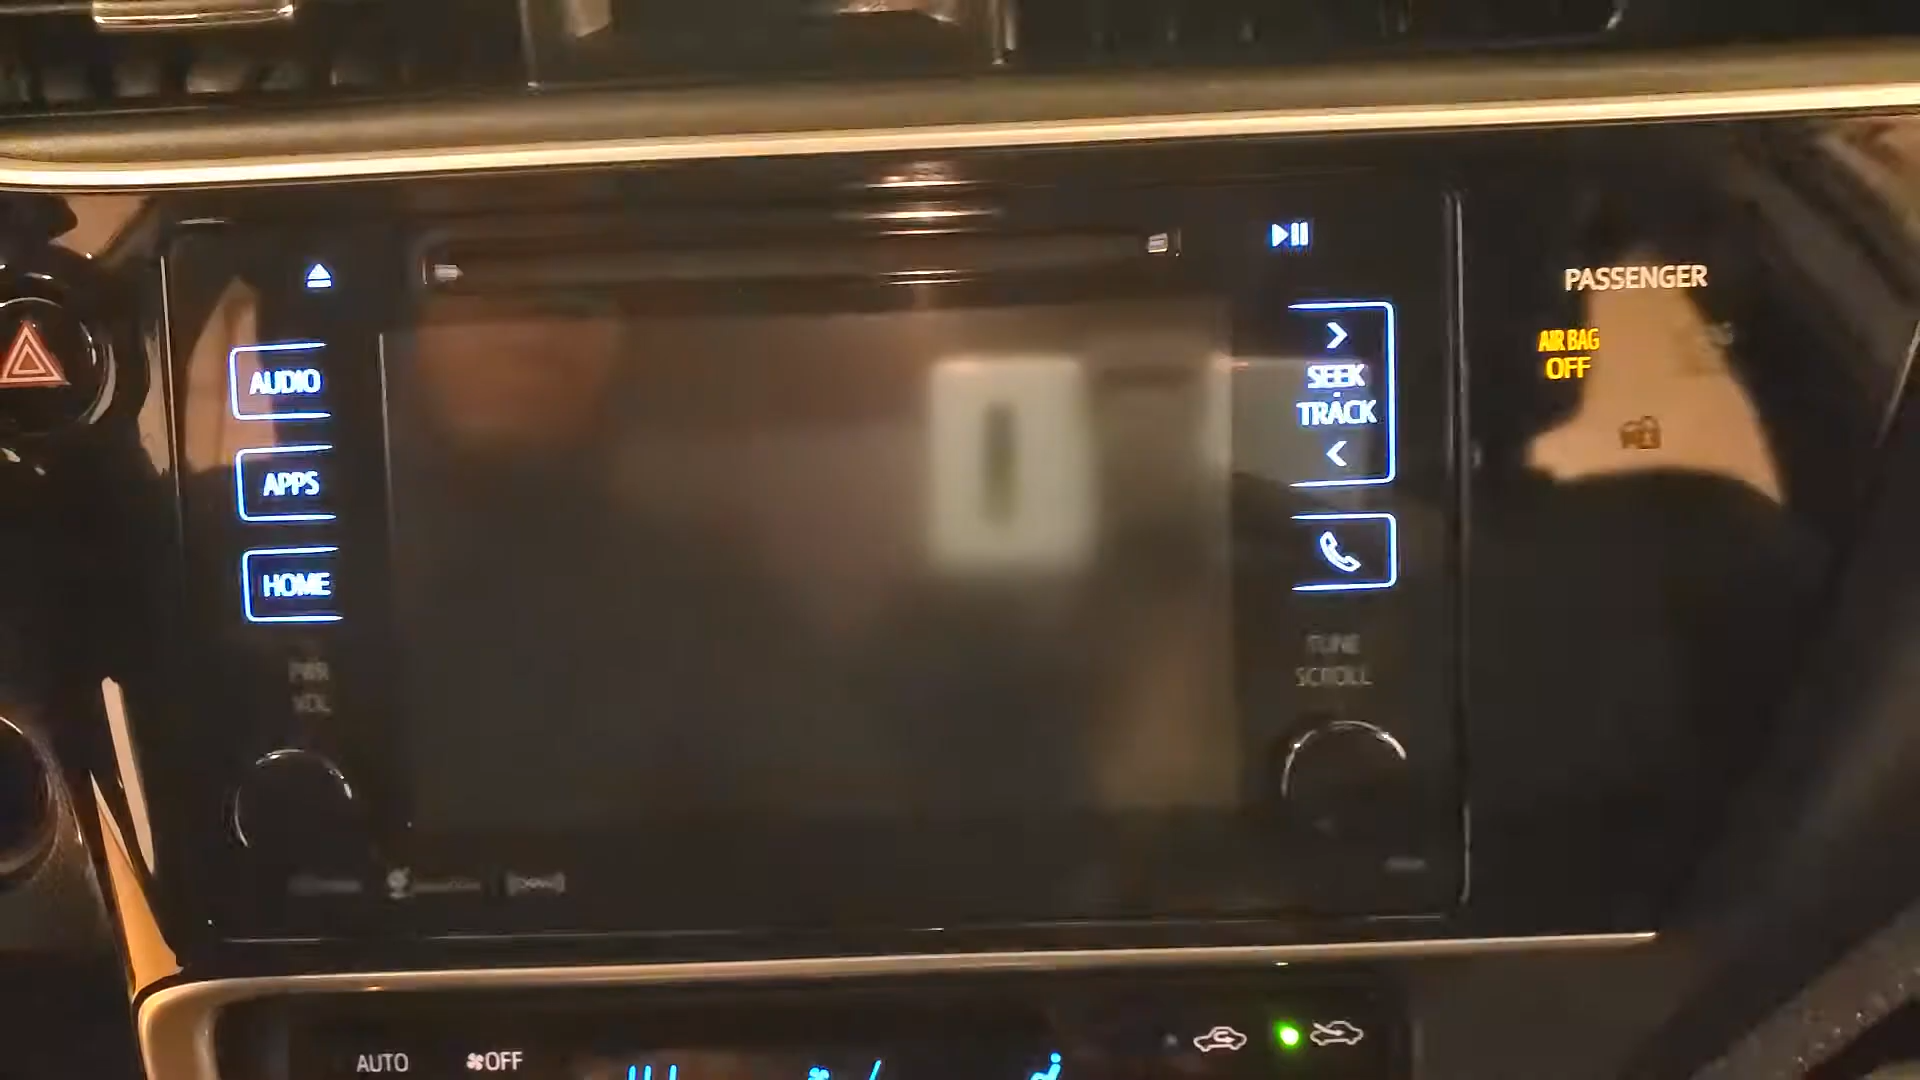 PASSENGER
AIR BAG
OFF
AUDIO
APPS
HOME
PWR
VOL
SEEK
TRACK
TUNE
SCROLL
AUTO
OFF